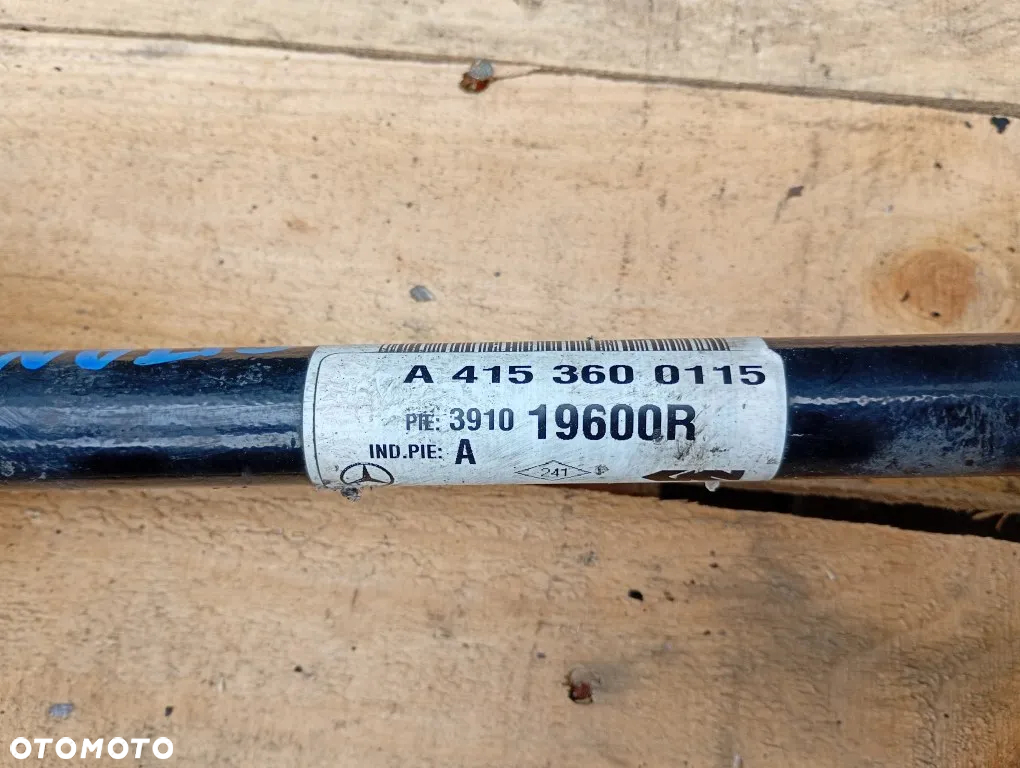 A 415 360 0115
PIE: 3910 19600R
IND.PIE: A
241
OTOMOTO